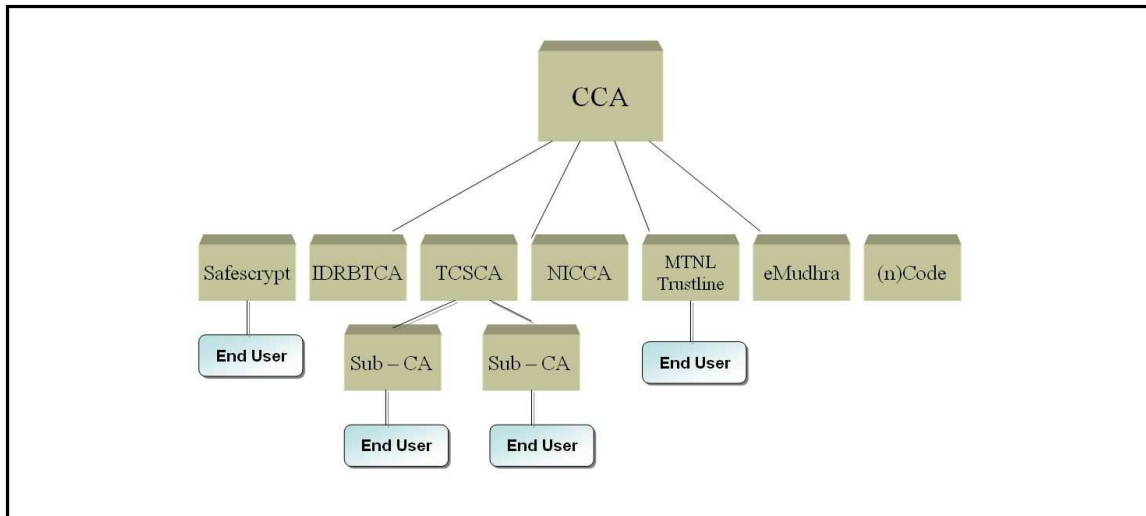 CCA
Safescrypt
IDRBTCA
TCSCA
NICCA
MTNL
Trustline
eMudhra
(n)Code
End User
Sub – CA
Sub – CA
End User
End User
End User